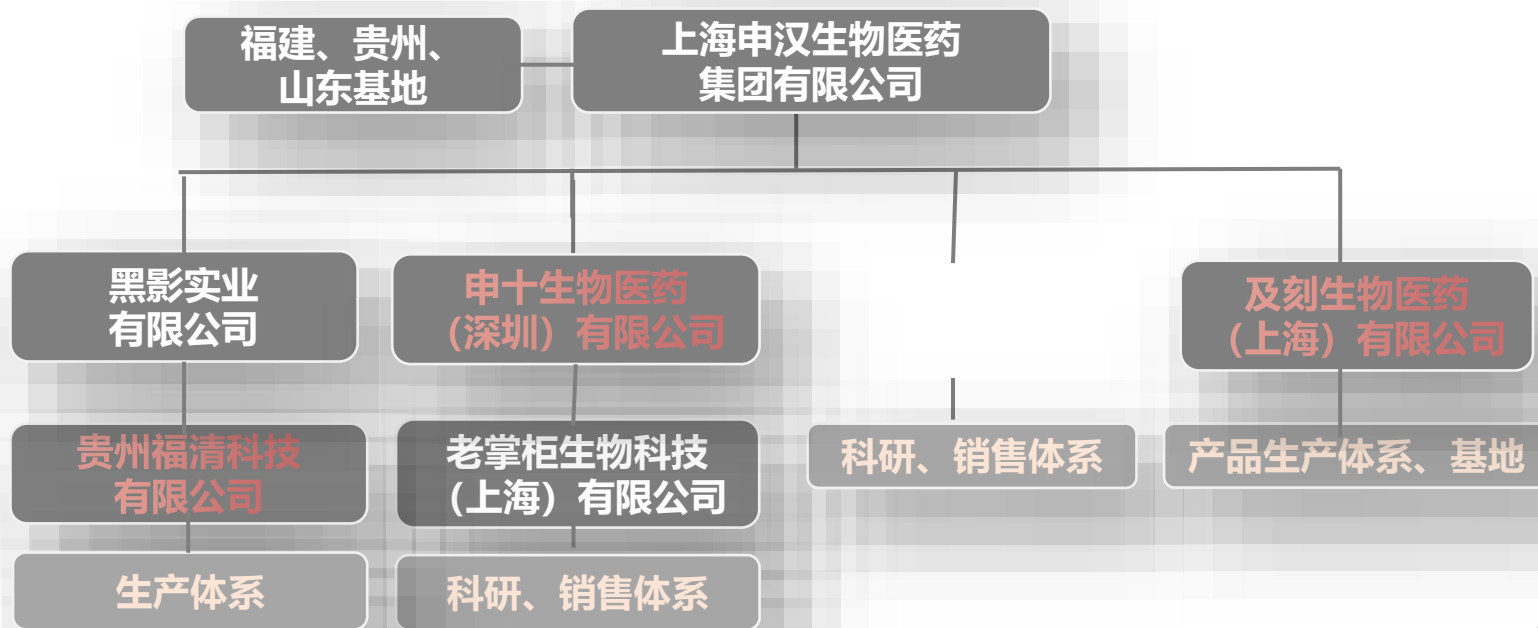 福建、贵州、
山东基地
上海申汉生物医药
集团有限公司
黑影实业
有限公司
申十生物医药
（深圳）有限公司
及刻生物医药
（上海）有限公司
贵州福清科技
有限公司
老掌柜生物科技
（上海）有限公司
科研、销售体系
产品生产体系、基地
生产体系
科研、销售体系